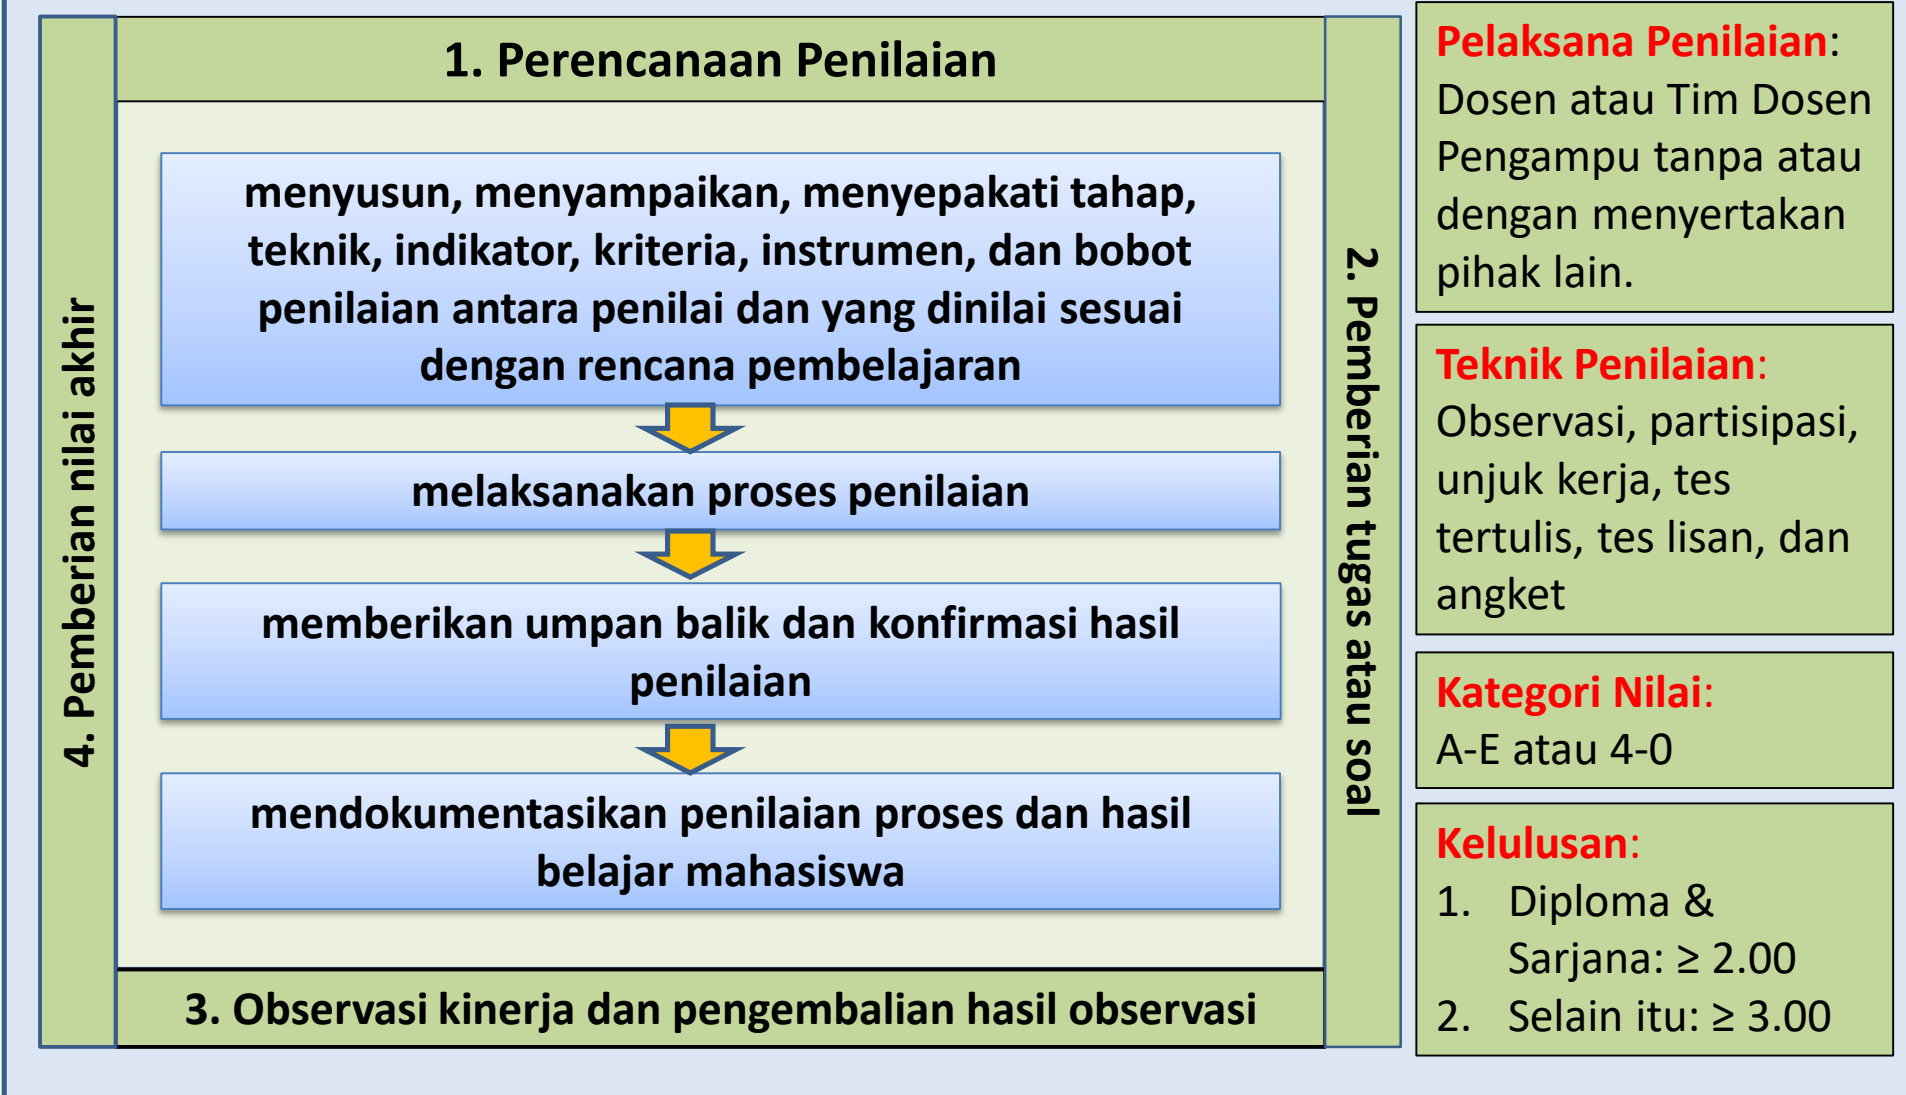 1. Perencanaan Penilaian
menyusun, menyampaikan, menyepakati tahap,
teknik, indikator, kriteria, instrumen, dan bobot
penilaian antara penilai dan yang dinilai sesuai
dengan rencana pembelajaran
melaksanakan proses penilaian
memberikan umpan balik dan konfirmasi hasil
penilaian
mendokumentasikan penilaian proses dan hasil
belajar mahasiswa
2. Pemberian tugas atau soal
3. Observasi kinerja dan pengembalian hasil observasi
4. Pemberian nilai akhir
Pelaksana Penilaian:
Dosen atau Tim Dosen
Pengampu tanpa atau
dengan menyertakan
pihak lain.
Teknik Penilaian:
Observasi, partisipasi,
unjuk kerja, tes
tertulis, tes lisan, dan
angket
Kategori Nilai:
A-E atau 4-0
Kelulusan:
1. Diploma &
Sarjana: ≥ 2.00
2. Selain itu: ≥ 3.00